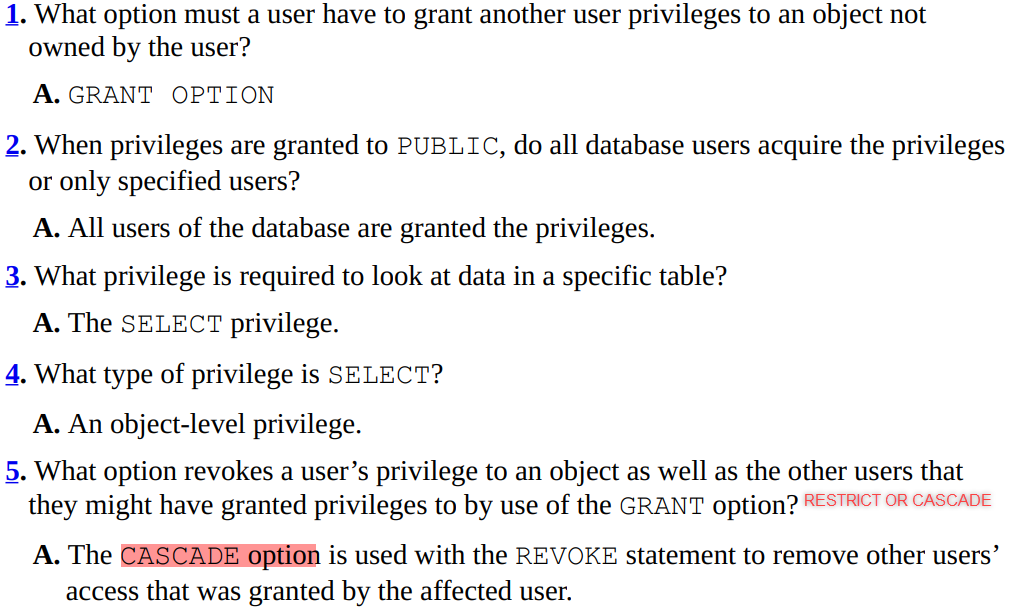 1. What option must a user have to grant another user privileges to an object not
owned by the user?
A. GRANT OPTION
2. When privileges are granted to PUBLIC, do all database users acquire the privileges
or only specified users?
A. All users of the database are granted the privileges.
3. What privilege is required to look at data in a specific table?
A. The SELECT privilege.
4. What type of privilege is SELECT?
A. An object-level privilege.
5. What option revokes a user’s privilege to an object as well as the other users that
they might have granted privileges to by use of the GRANT option? RESTRICT OR CASCADE
A. The CASCADE option is used with the REVOKE statement to remove other users’
access that was granted by the affected user.